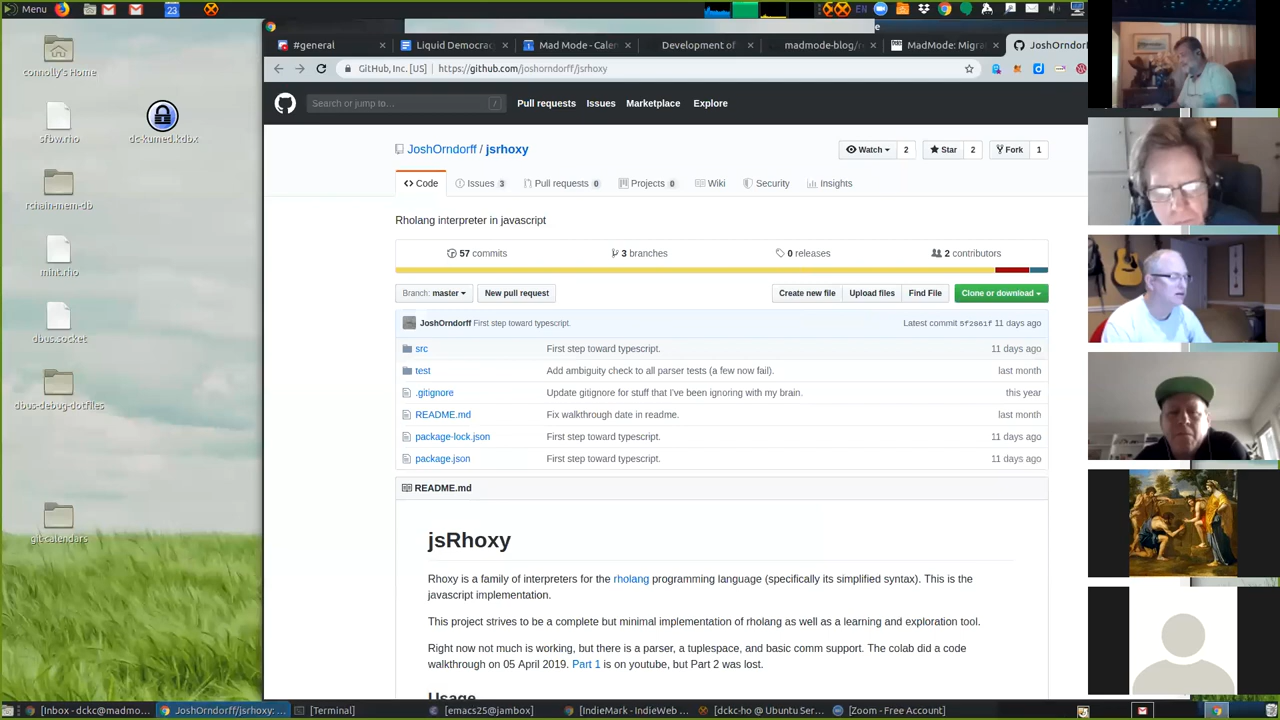 Menu
23
EN
connolly's Home
sfbw.rho
dc-kumed.kdbx
rchain-mem-db
mint.rho
dbus.socket
dbus-debug-dotfiles
git-calendars
#general
Liquid Democrac
Mad Mode - Calen
Development of
madmode-blog/r
MadMode: Migra
JoshOrndorf
GitHub, Inc. [US]
https://github.com/joshorndorff/jsrhoxy
Search or jump to...
/
Pull requests
Issues
Marketplace
Explore
JoshOrndorff / jsrhoxy
Watch
2
Star
2
Fork
1
Code
Issues 3
Pull requests 0
Projects 0
Wiki
Security
Insights
Rholang interpreter in javascript
57 commits
3 branches
0 releases
2 contributors
Branch: master
New pull request
Create new file
Upload files
Find File
Clone or download
JoshOrndorff First step toward typescript.
Latest commit 5f2861f 11 days ago
src
First step toward typescript.
11 days ago
test
Add ambiguity check to all parser tests (a few now fail).
last month
.gitignore
Update gitignore for stuff that I've been ignoring with my brain.
this year
README.md
Fix walkthrough date in readme.
last month
package-lock.json
First step toward typescript.
11 days ago
package.json
First step toward typescript.
11 days ago
README.md
jsRhoxy
Rhoxy is a family of interpreters for the rholang programming language (specifically its simplified syntax). This is the
javascript implementation.
This project strives to be a complete but minimal implementation of rholang as well as a learning and exploration tool.
Right now not much is working, but there is a parser, a tuplespace, and basic comm support. The colab did a code
walkthrough on 05 April 2019. Part 1 is on youtube, but Part 2 was lost.
Usage
[Inbox - dckc@madmo...
JoshOrndorff/jsrhoxy: ...
[Terminal]
[emacs25@jambox]
[IndieMark - IndieWeb ...
[dckc-ho @ Ubuntu Ser...
[Zoom - Free Account]